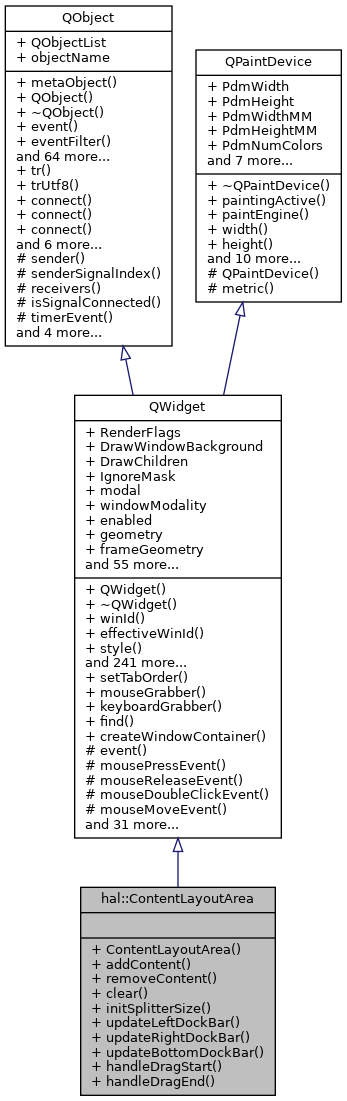 QObject
+ QObjectList
+ objectName
+ metaObject()
+ QObject()
+ ~QObject()
+ event()
+ eventFilter()
and 64 more...
+ tr()
+ trUtf8()
+ connect()
+ connect()
+ connect()
and 6 more...
# sender()
# senderSignalIndex()
# receivers()
# isSignalConnected()
# timerEvent()
and 4 more...
QPaintDevice
+ PdmWidth
+ PdmHeight
+ PdmWidthMM
+ PdmHeightMM
+ PdmNumColors
and 7 more...
+ ~QPaintDevice()
+ paintingActive()
+ paintEngine()
+ width()
+ height()
and 10 more...
# QPaintDevice()
# metric()
QWidget
+ RenderFlags
+ DrawWindowBackground
+ DrawChildren
+ IgnoreMask
+ modal
+ windowModality
+ enabled
+ geometry
+ frameGeometry
and 55 more...
+ QWidget()
+ ~QWidget()
+ winId()
+ effectiveWinId()
+ style()
and 241 more...
+ setTabOrder()
+ mouseGrabber()
+ keyboardGrabber()
+ find()
+ createWindowContainer()
# event()
# mousePressEvent()
# mouseReleaseEvent()
# mouseDoubleClickEvent()
# mouseMoveEvent()
and 31 more...
hal::ContentLayoutArea
+ ContentLayoutArea()
+ addContent()
+ removeContent()
+ clear()
+ initSplitterSize()
+ updateLeftDockBar()
+ updateRightDockBar()
+ updateBottomDockBar()
+ handleDragStart()
+ handleDragEnd()